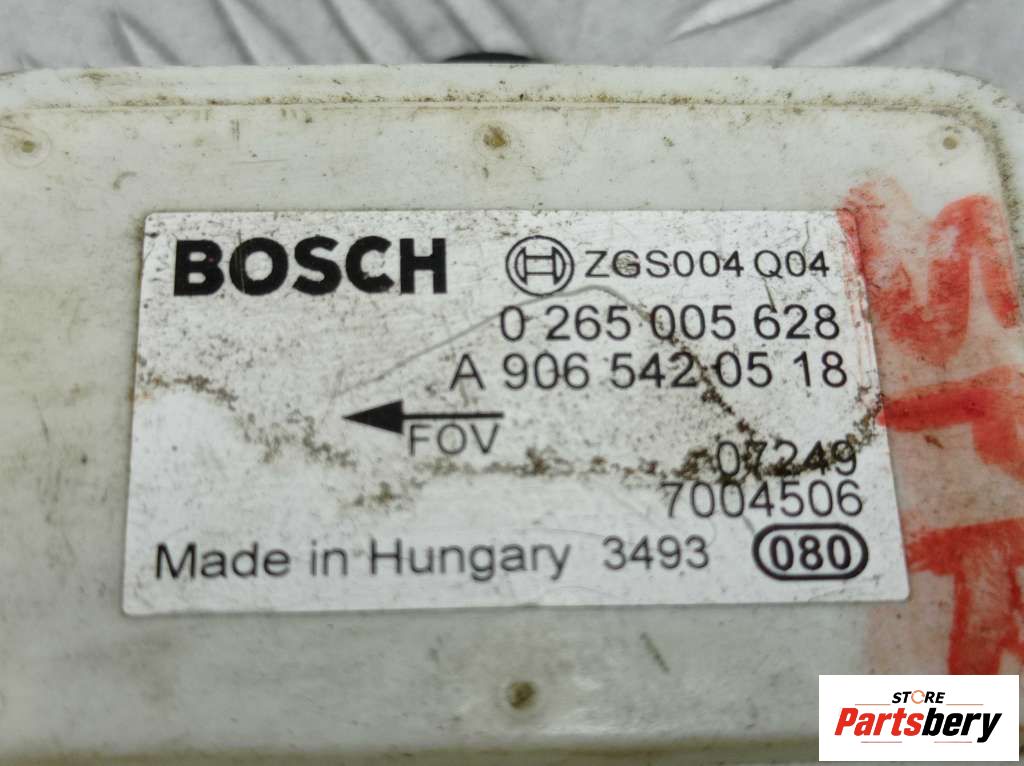 BOSCH ZGS004 Q04
0 265 005 628
A 906 542 05 18
FOV
07249
7004506
Made in Hungary 3493 080
STORE
Partsbery